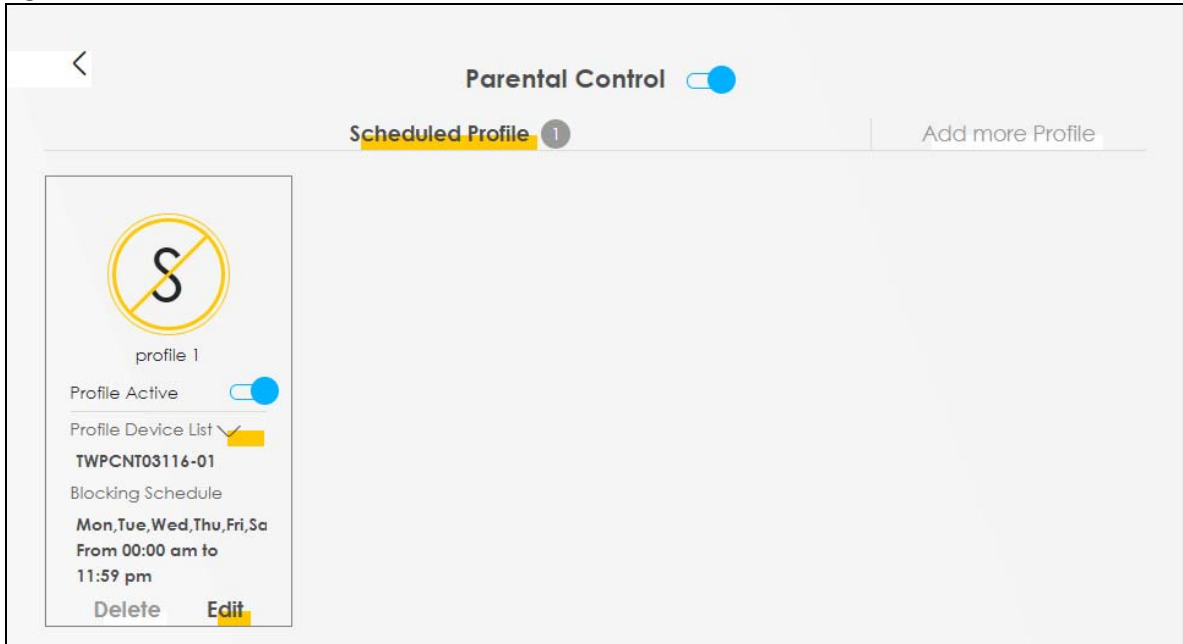 Parental Control
Scheduled Profile 1
Add more Profile
S
profile 1
Profile Active
Profile Device List
TWPCNT03116-01
Blocking Schedule
Mon,Tue,Wed,Thu,Fri,Sa
From 00:00 am to
11:59 pm
Delete Edit